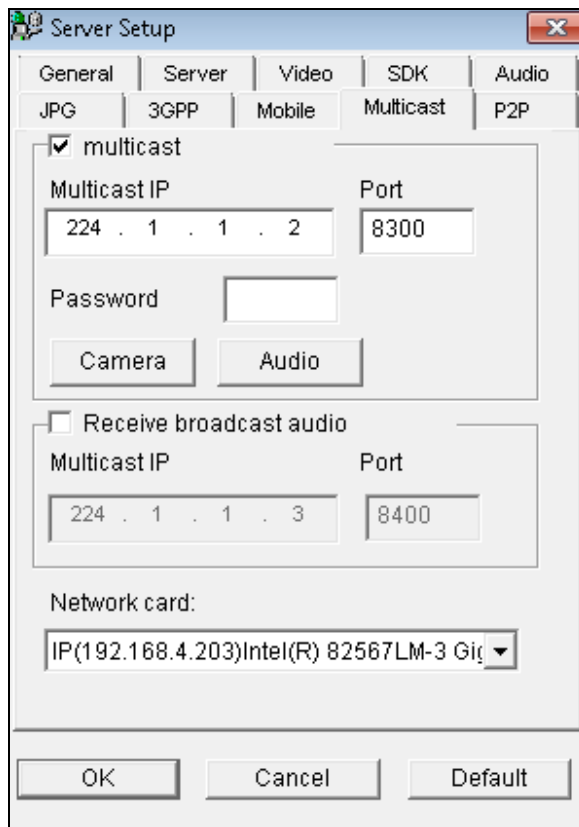 Server Setup
General Server Video SDK Audio
JPG 3GPP Mobile Multicast P2P
multicast
Multicast IP Port
224 . 1 . 1 . 2 8300
Password
Camera Audio
Receive broadcast audio
Multicast IP Port
224 . 1 . 1 . 3 8400
Network card:
IP(192.168.4.203)Intel(R) 82567LM-3 Gig
OK Cancel Default